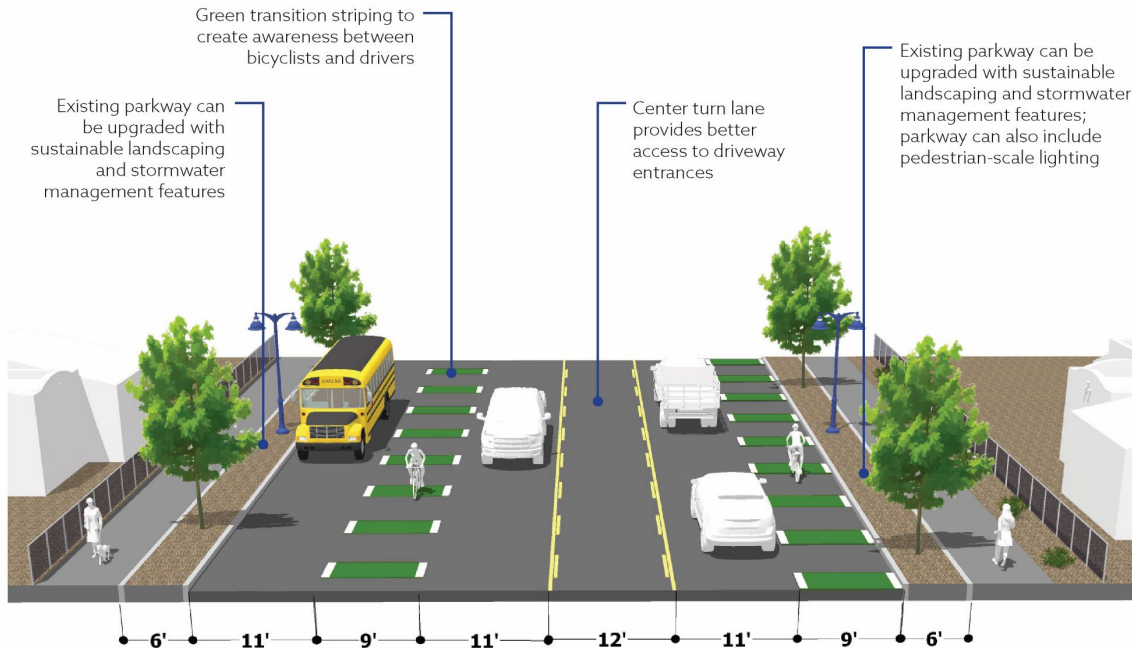 Green transition striping to
create awareness between
bicyclists and drivers
Existing parkway can
be upgraded with
sustainable landscaping
and stormwater
management features
Center turn lane
provides better
access to driveway
entrances
Existing parkway can be
upgraded with sustainable
landscaping and stormwater
management features;
parkway can also include
pedestrian-scale lighting
6' 11' 9' 11' 12' 11' 9' 6'